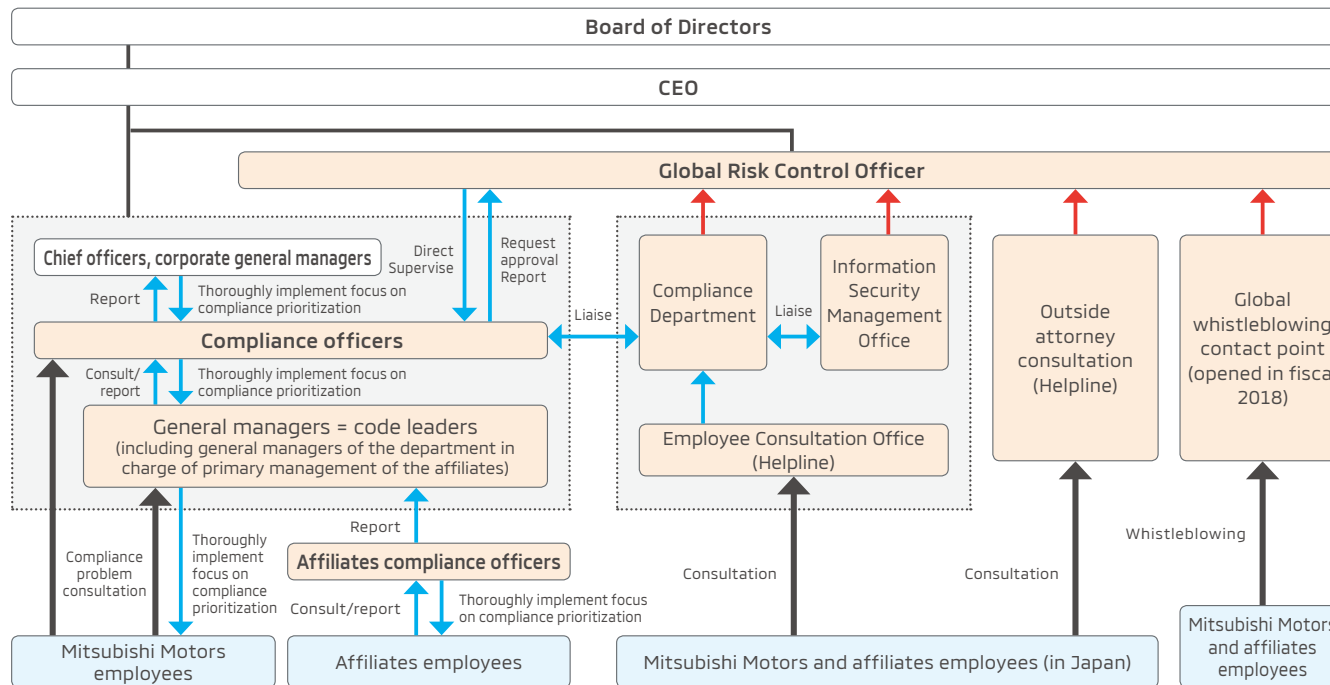 Board of Directors
CEO
Global Risk Control Officer
Chief officers, corporate general managers
Report
Thoroughly implement focus on
compliance prioritization
Direct
Supervise
Request
approval
Report
Compliance officers
Consult/
report
Thoroughly implement focus on
compliance prioritization
General managers = code leaders
(including general managers of the department in
charge of primary management of the affiliates)
Liaise
Compliance
Department
Liaise
Information
Security
Management
Office
Employee Consultation Office
(Helpline)
Outside
attorney
consultation
(Helpline)
Global
whistleblowing
contact point
(opened in fisca
2018)
Compliance
problem
consultation
Thoroughly
implement
focus on
compliance
prioritization
Report
Affiliates compliance officers
Consult/report
Thoroughly implement focus
on compliance prioritization
Consultation
Consultation
Whistleblowing
Mitsubishi Motors
employees
Affiliates employees
Mitsubishi Motors and affiliates employees (in Japan)
Mitsubishi Motors
and affiliates
employees